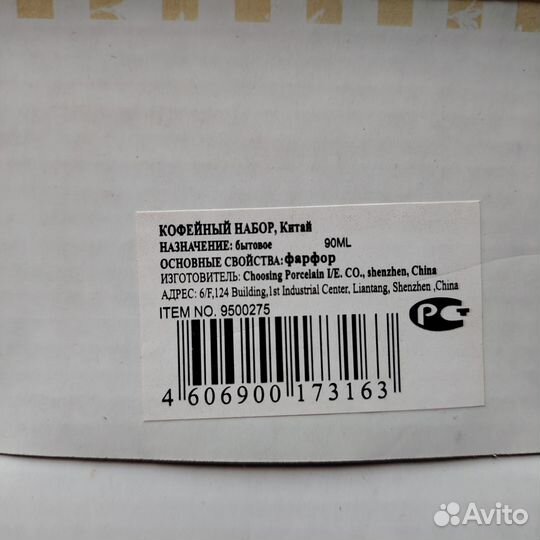 КОФЕЙНЫЙ НАБОР, Китай
НАЗНАЧЕНИЕ: бытовое 90ML
ОСНОВНЫЕ СВОЙСТВА: фарфор
ИЗГОТОВИТЕЛЬ: Choosing Porcelain I/E. CO., shenzhen, China
АДРЕС: 6/F,124 Building,1st Industrial Center, Liantang, Shenzhen ,China
ITEM NO. 9500275
РСТ
4 606900 173163
Avito